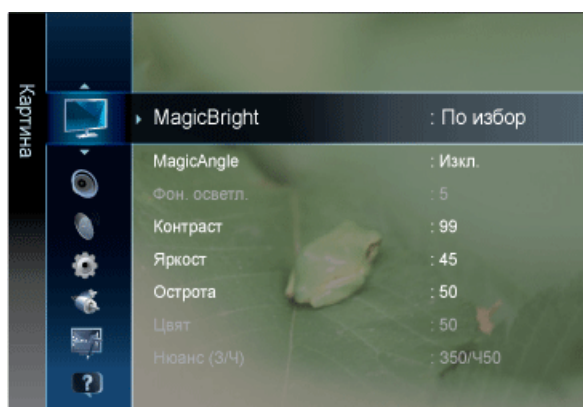 Картина
MagicBright : По избор
MagicAngle : Изкл.
Фон. осветл. : 5
Контраст : 99
Яркост : 45
Острота : 50
Цвят : 50
Нюанс (З/Ч) : З50/Ч50